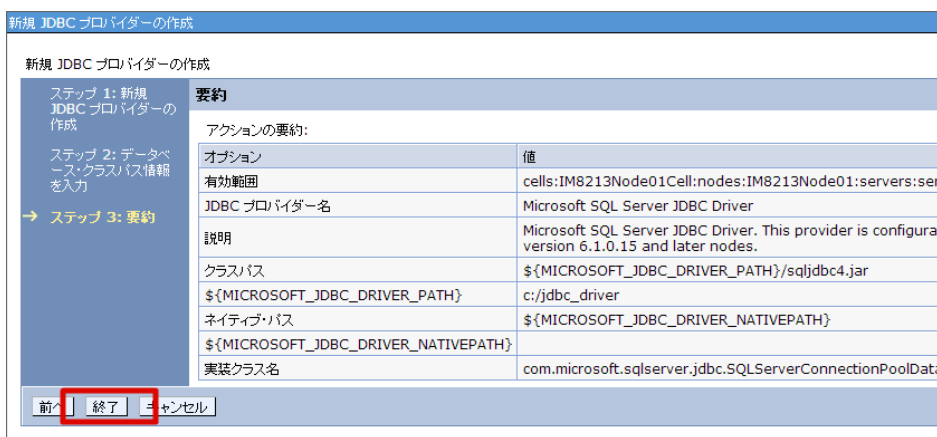 新規 JDBC プロバイダーの作成
新規 JDBC プロバイダーの作成
ステップ 1: 新規
JDBC プロバイダーの
作成
ステップ 2: データベ
ース・クラスパス情報
を入力
→ ステップ 3: 要約
要約
アクションの要約:
オプション 値
有効範囲 cells:IM8213Node01Cell:nodes:IM8213Node01:servers:ser
JDBC プロバイダー名 Microsoft SQL Server JDBC Driver
説明 Microsoft SQL Server JDBC Driver. This provider is configura
version 6.1.0.15 and later nodes.
クラスパス ${MICROSOFT_JDBC_DRIVER_PATH}/sqljdbc4.jar
${MICROSOFT_JDBC_DRIVER_PATH} c:/jdbc_driver
ネイティブ・パス ${MICROSOFT_JDBC_DRIVER_NATIVEPATH}
${MICROSOFT_JDBC_DRIVER_NATIVEPATH}
実装クラス名 com.microsoft.sqlserver.jdbc.SQLServerConnectionPoolData
前へ 終了 キャンセル